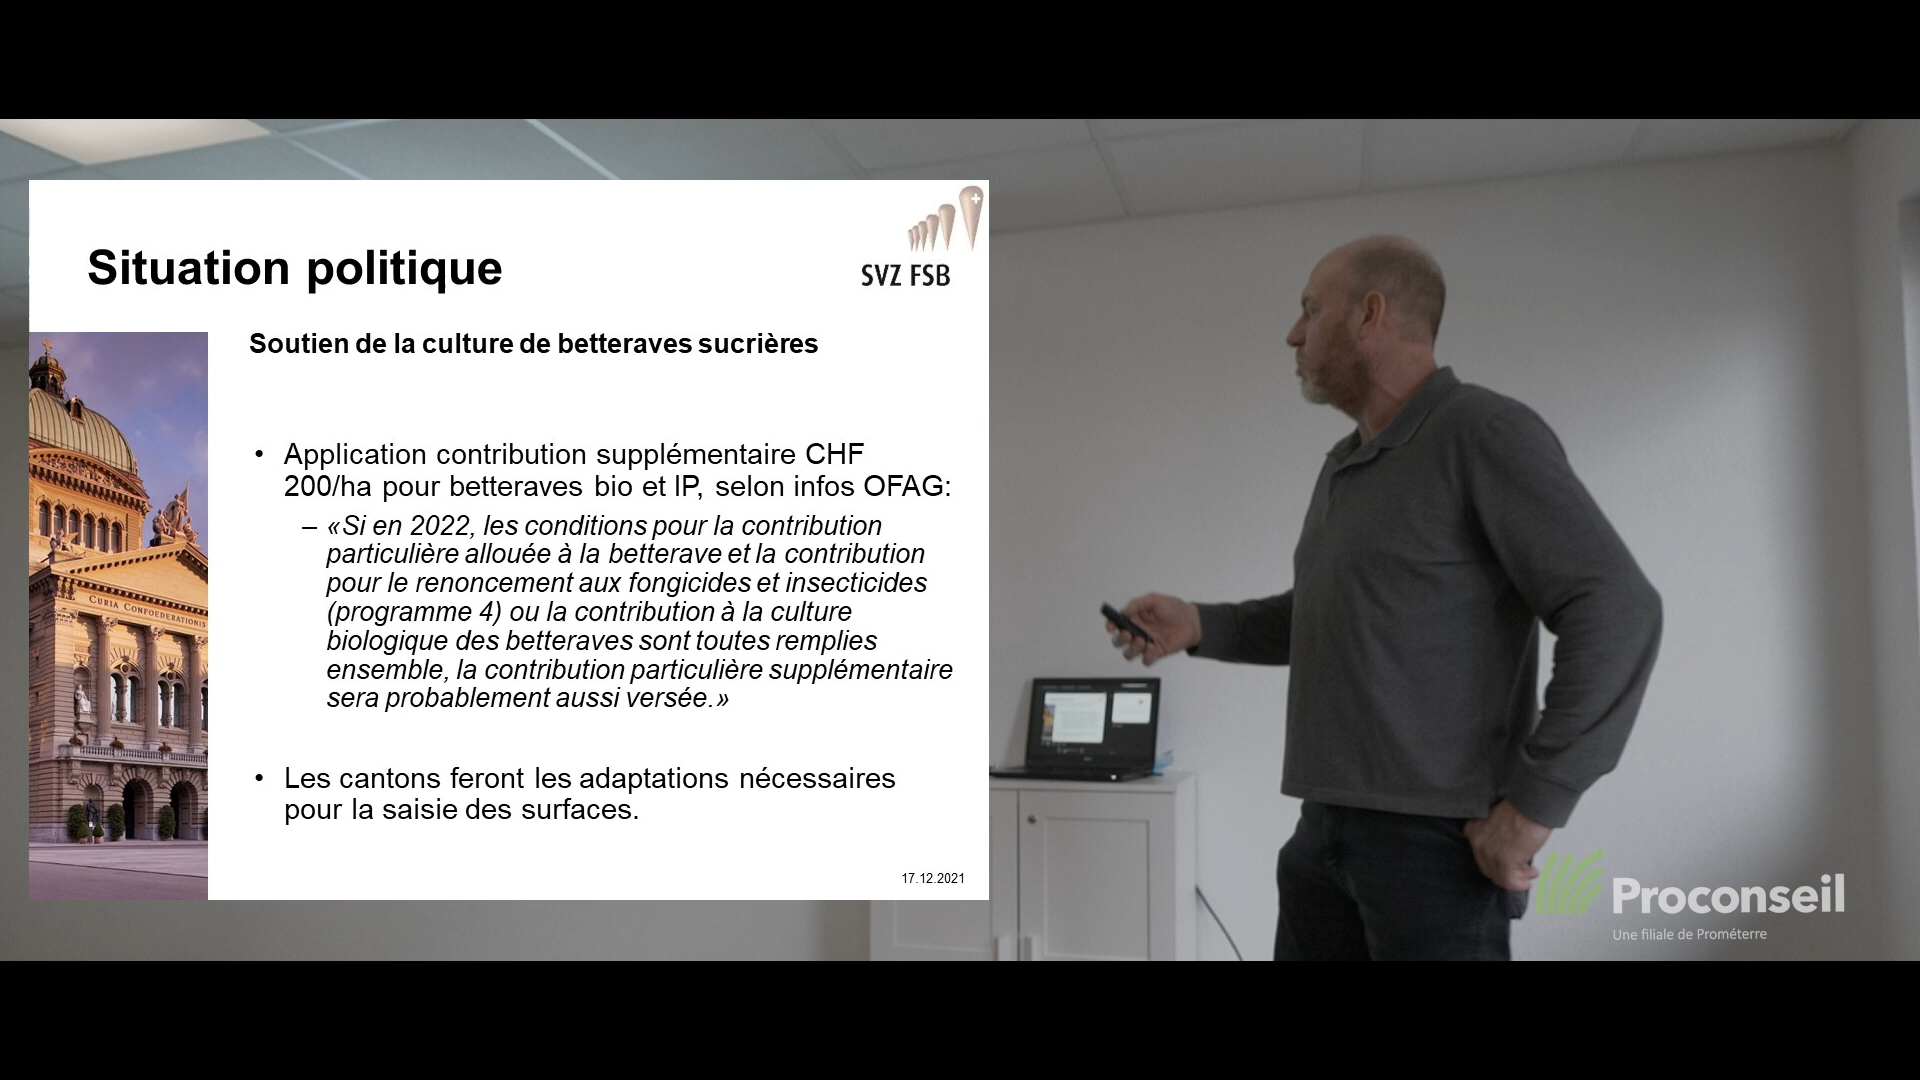 SVZ FSB
Situation politique
Soutien de la culture de betteraves sucrières
• Application contribution supplémentaire CHF
200/ha pour betteraves bio et IP, selon infos OFAG:
– «Si en 2022, les conditions pour la contribution
particulière allouée à la betterave et la contribution
pour le renoncement aux fongicides et insecticides
(programme 4) ou la contribution à la culture
biologique des betteraves sont toutes remplies
ensemble, la contribution particulière supplémentaire
sera probablement aussi versée.»
• Les cantons feront les adaptations nécessaires
pour la saisie des surfaces.
17.12.2021
CURIA CONFOEDERATIONIS
Proconseil
Une filiale de Prométerre